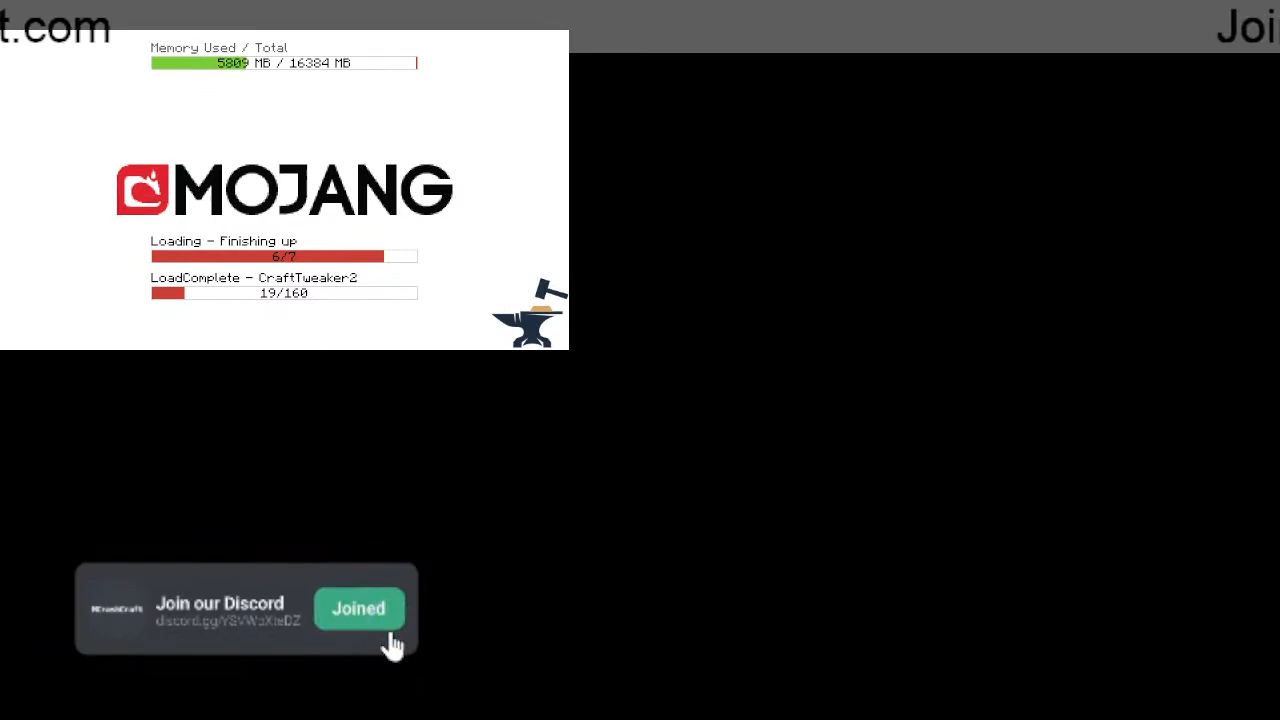 t.com
Joi
Memory Used / Total
5809 MB / 16384 MB
MOJANG
Loading - Finishing up
6/7
LoadComplete - CraftTweaker2
19/160
Join our Discord
Joined